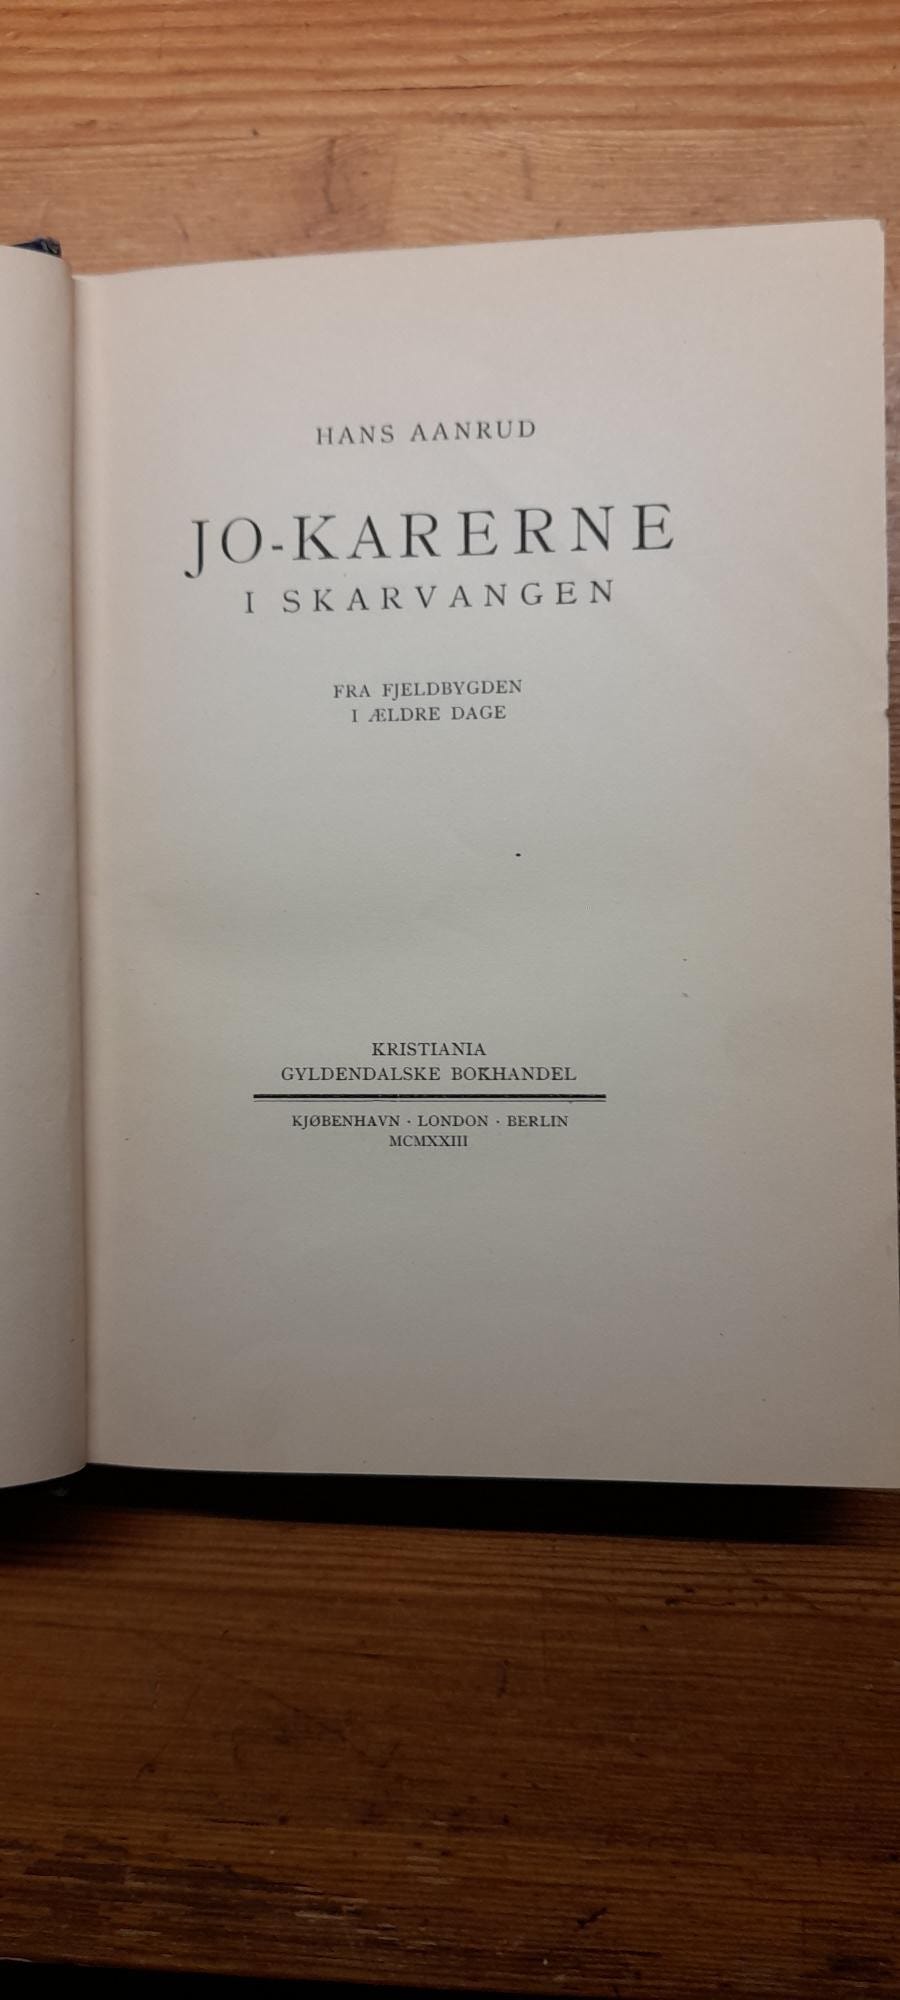 HANS AANRUD
JO-KARERNE
I SKARVANGEN
FRA FJELDBYGDEN
I ÆLDRE DAGE
KRISTIANIA
GYLDENDALSKE BOKHANDEL
KJØBENHAVN · LONDON · BERLIN
MCMXXIII